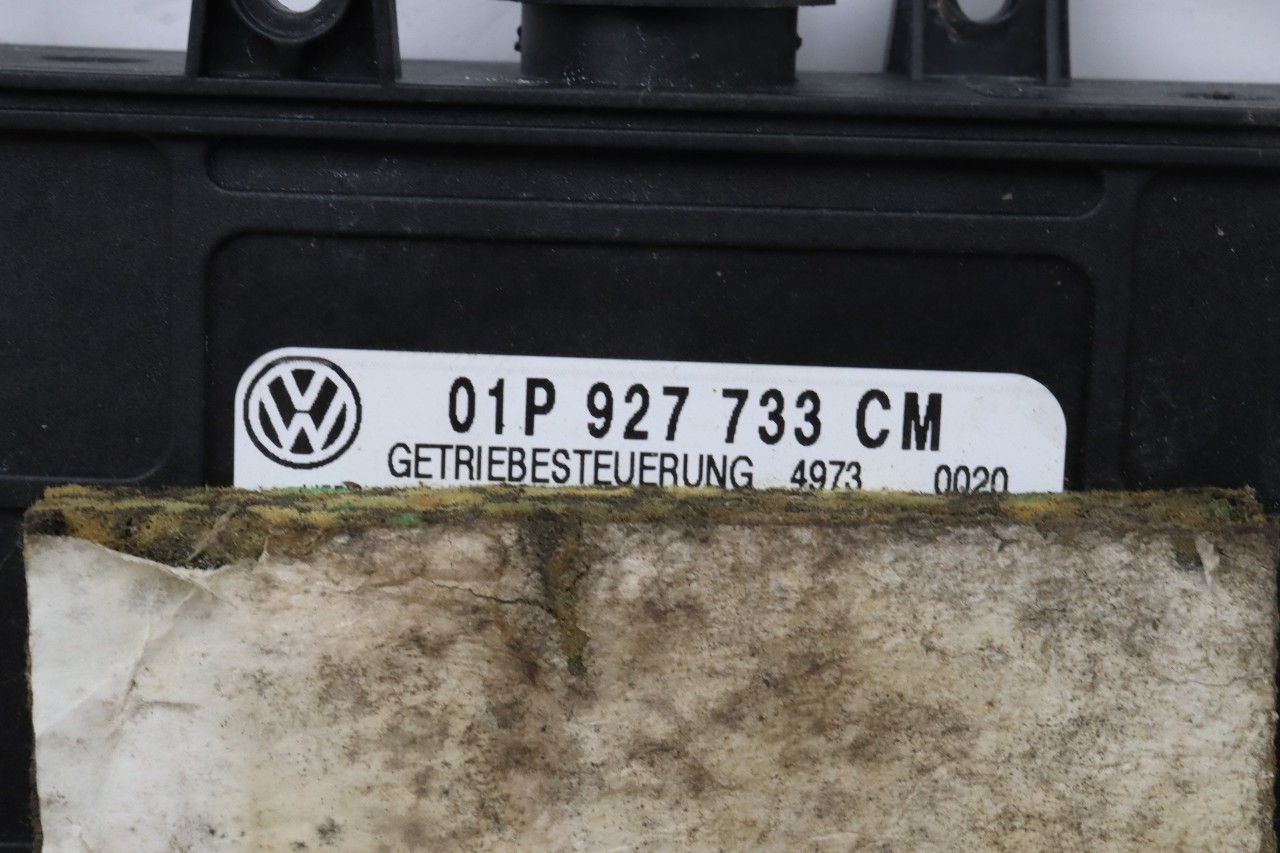 01P 927 733 CM
GETRIEBESTEUERUNG 4973 0020